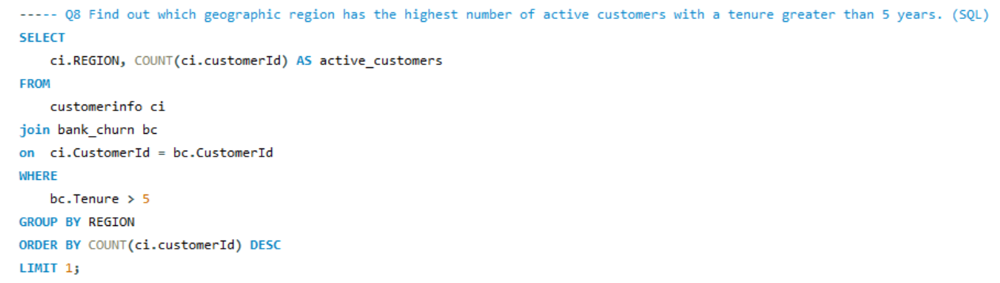 ----- Q8 Find out which geographic region has the highest number of active customers with a tenure greater than 5 years. (SQL)
SELECT
    ci.REGION, COUNT(ci.customerId) AS active_customers
FROM
    customerinfo ci
join bank_churn bc
on  ci.CustomerId = bc.CustomerId
WHERE
    bc.Tenure > 5
GROUP BY REGION
ORDER BY COUNT(ci.customerId) DESC
LIMIT 1;